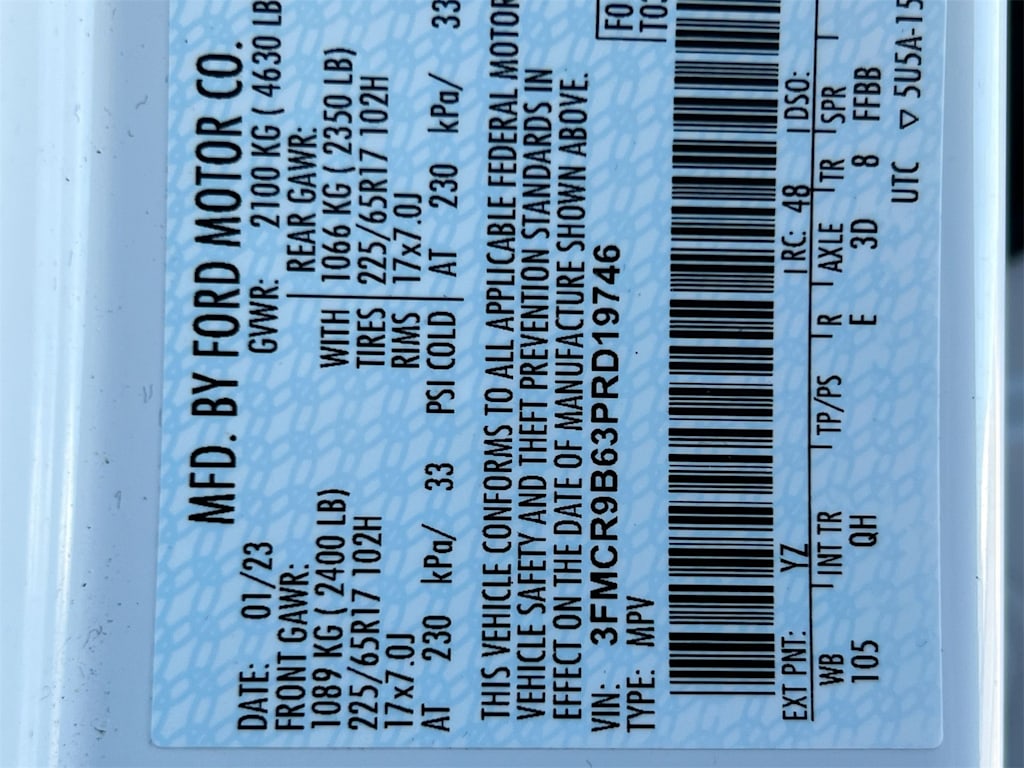 MFD. BY FORD MOTOR CO.
DATE: 01/23 GVWR: 2100 KG ( 4630 LB
FRONT GAWR: REAR GAWR:
1089 KG ( 2400 LB) WITH 1066 KG ( 2350 LB)
225/65R17 102H TIRES 225/65R17 102H
17x7.0J RIMS 17x7.0J
AT 230 kPa/ 33 PSI COLD AT 230 kPa/ 33
THIS VEHICLE CONFORMS TO ALL APPLICABLE FEDERAL MOTOR
VEHICLE SAFETY AND THEFT PREVENTION STANDARDS IN
EFFECT ON THE DATE OF MANUFACTURE SHOWN ABOVE.
VIN: 3FMCR9B63PRD19746 F0
TYPE: MPV T0
EXT PNT: YZ RC: 48 DSO:
WB INT TR TP/PS R AXLE TR SPR
105 QH E 3D 8 FFBB
UTC ▽ 5U5A-15